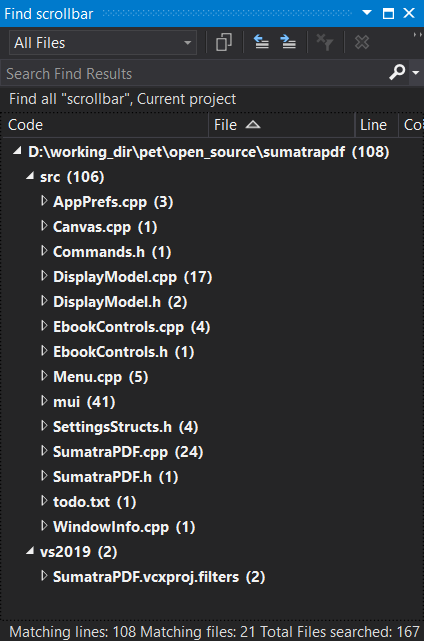 Find scrollbar
All Files
Search Find Results
Find all "scrollbar", Current project
Code File Line Co
D:\working_dir\pet\open_source\sumatrapdf (108)
src (106)
AppPrefs.cpp (3)
Canvas.cpp (1)
Commands.h (1)
DisplayModel.cpp (17)
DisplayModel.h (2)
EbookControls.cpp (4)
EbookControls.h (1)
Menu.cpp (5)
mui (41)
SettingsStructs.h (4)
SumatraPDF.cpp (24)
SumatraPDF.h (1)
todo.txt (1)
WindowInfo.cpp (1)
vs2019 (2)
SumatraPDF.vcxproj.filters (2)
Matching lines: 108 Matching files: 21 Total Files searched: 167